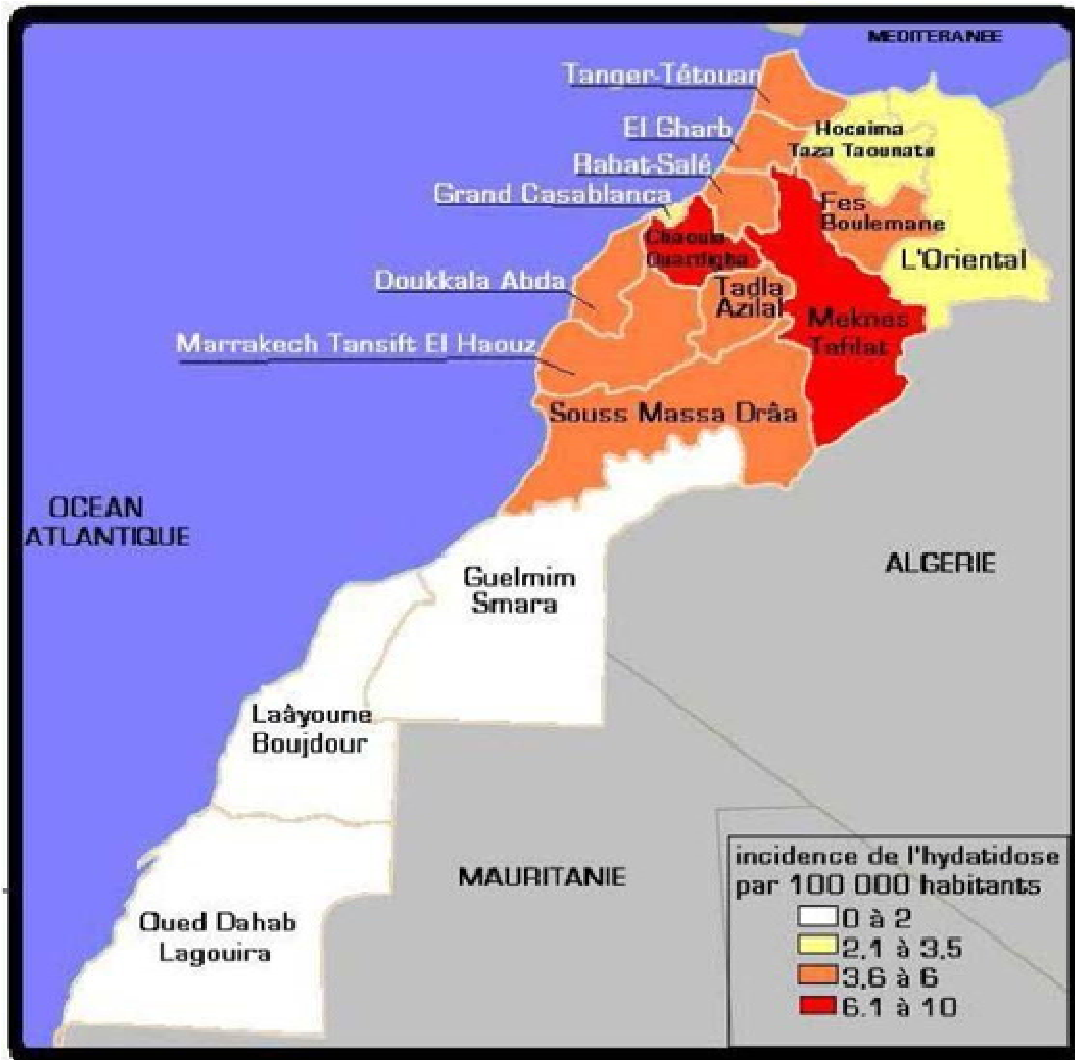 MEDITERANEE
Tanger-Tétouan
El Gharb
Hoceima
Taza Taounate
Rabat-Salé
Grand Casablanca
Fes
Boulemane
Chaouia
Ouardigha
L'Oriental
Doukkala Abda
Tadla
Azilal
Meknes
Tafilat
Marrakech Tansift El Haouz
Souss Massa Drâa
OCEAN
ATLANTIQUE
ALGERIE
Guelmim
Smara
Laâyoune
Boujdour
MAURITANIE
Oued Dahab
Lagouira
incidence de l'hydatidose
par 100 000 habitants
0 à 2
2,1 à 3,5
3,6 à 6
6.1 à 10